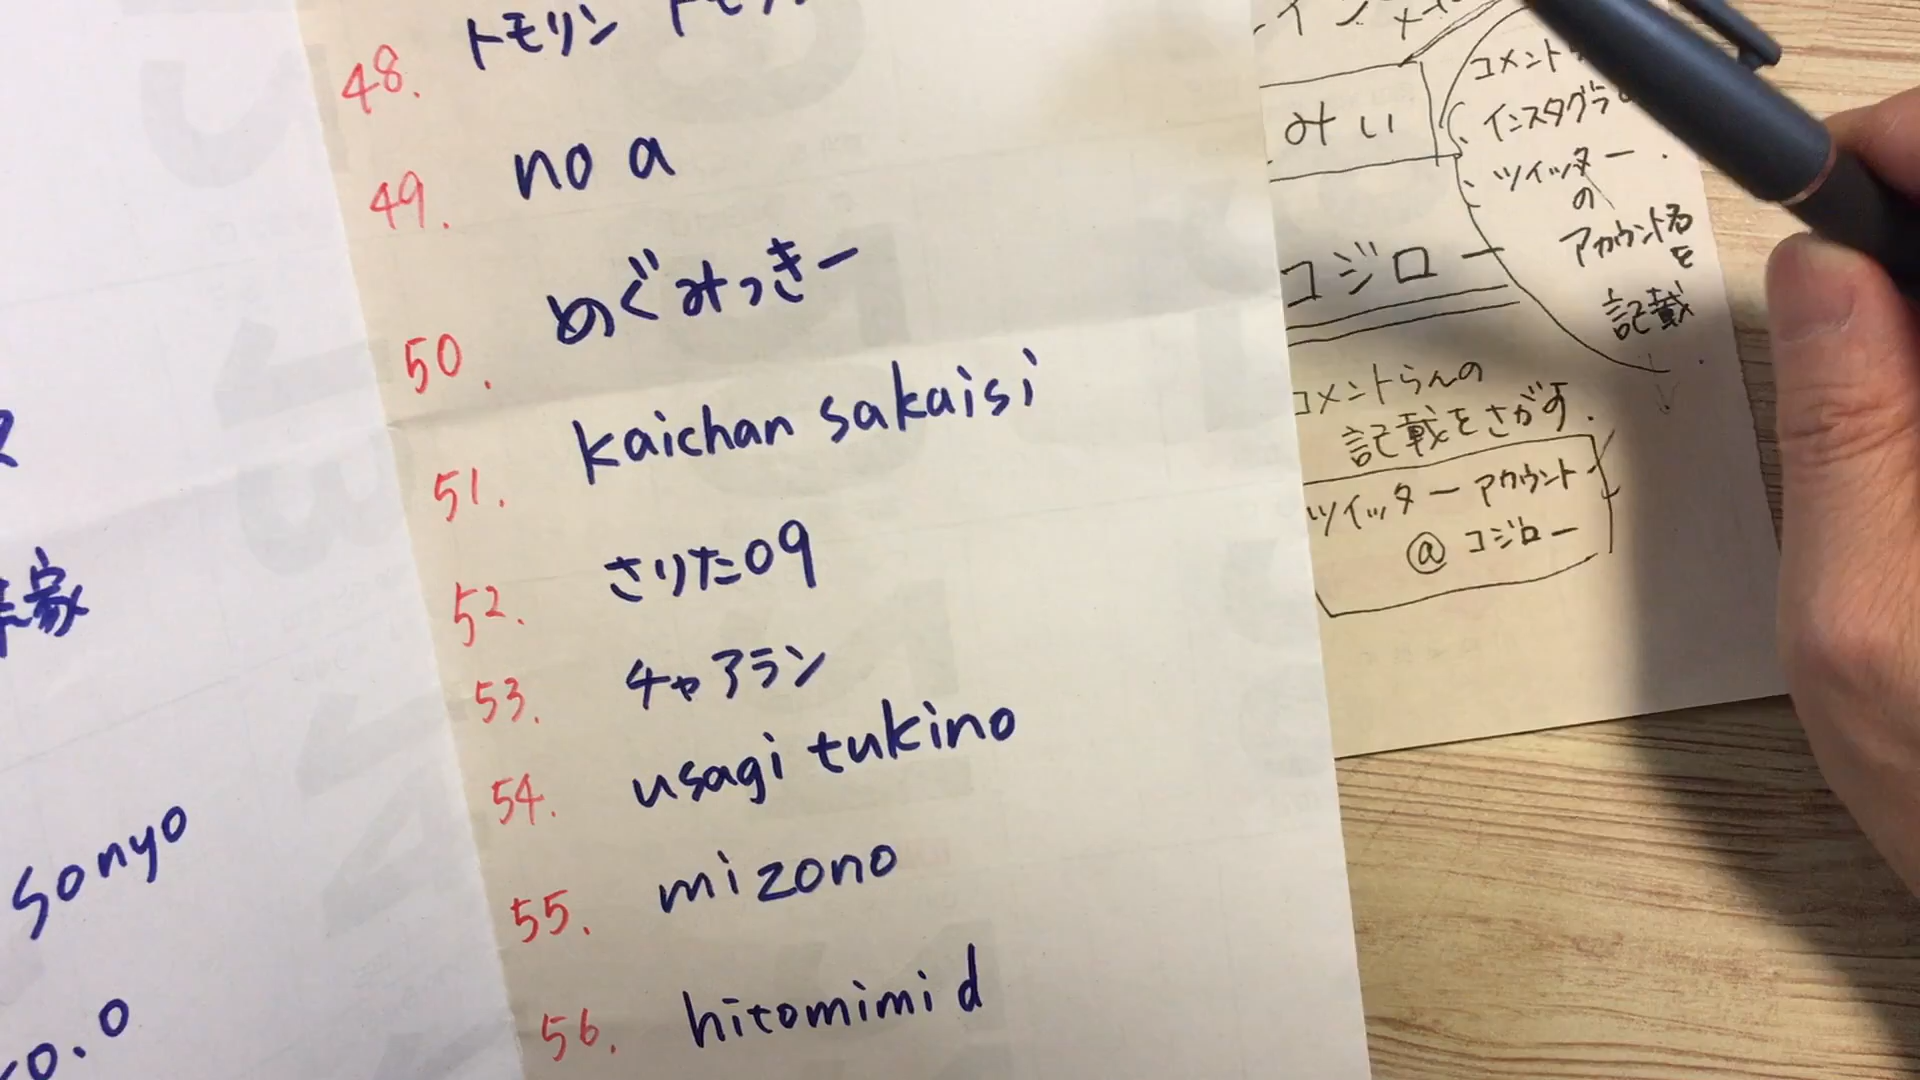 48. トモリン
49. no a
50. めぐみっきー
51. kaichan sakaisi
52. さりた09
53. チャアラン
54. usagi tukino
55. mizono
56. hitomimi d
家
sonyo
o.o
みい
コジロー
コメント
インスタグラ
ツイッター
の
アカウント名
を
記載
コメントらんの
記載をさがす.
ツイッターアカウント
@ コジロー